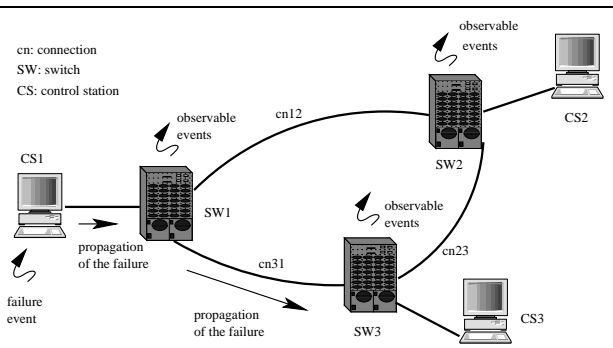 cn: connection
SW: switch
CS: control station
observable
events
CS2
cn12
observable
events
SW2
CS1
SW1
observable
events
propagation
of the failure
cn31
cn23
failure
event
propagation
of the failure
SW3
CS3